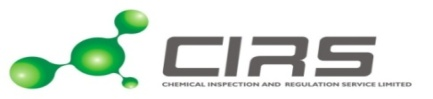 CIRS
CHEMICAL INSPECTION AND REGULATION SERVICE LIMITED